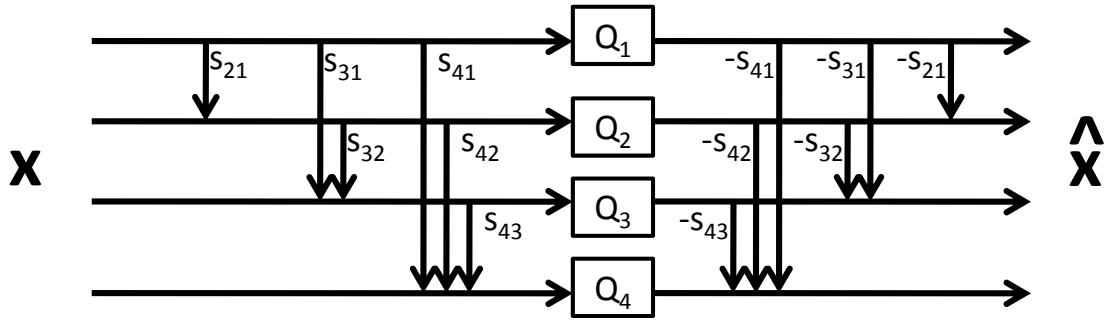 Q₁
s₂₁ s₃₁ s₄₁ -s₄₁ -s₃₁ -s₂₁
Q₂
s₃₂ s₄₂ -s₄₂ -s₃₂
x x̂
Q₃
s₄₃ -s₄₃
Q₄